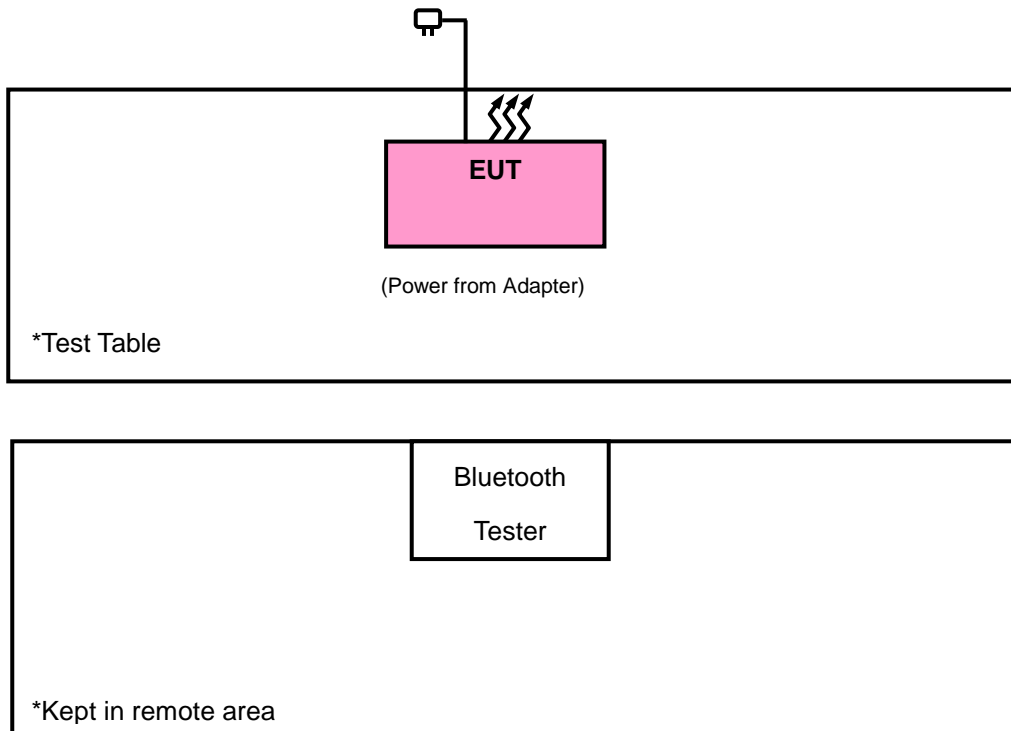 EUT
(Power from Adapter)
*Test Table
Bluetooth
Tester
*Kept in remote area